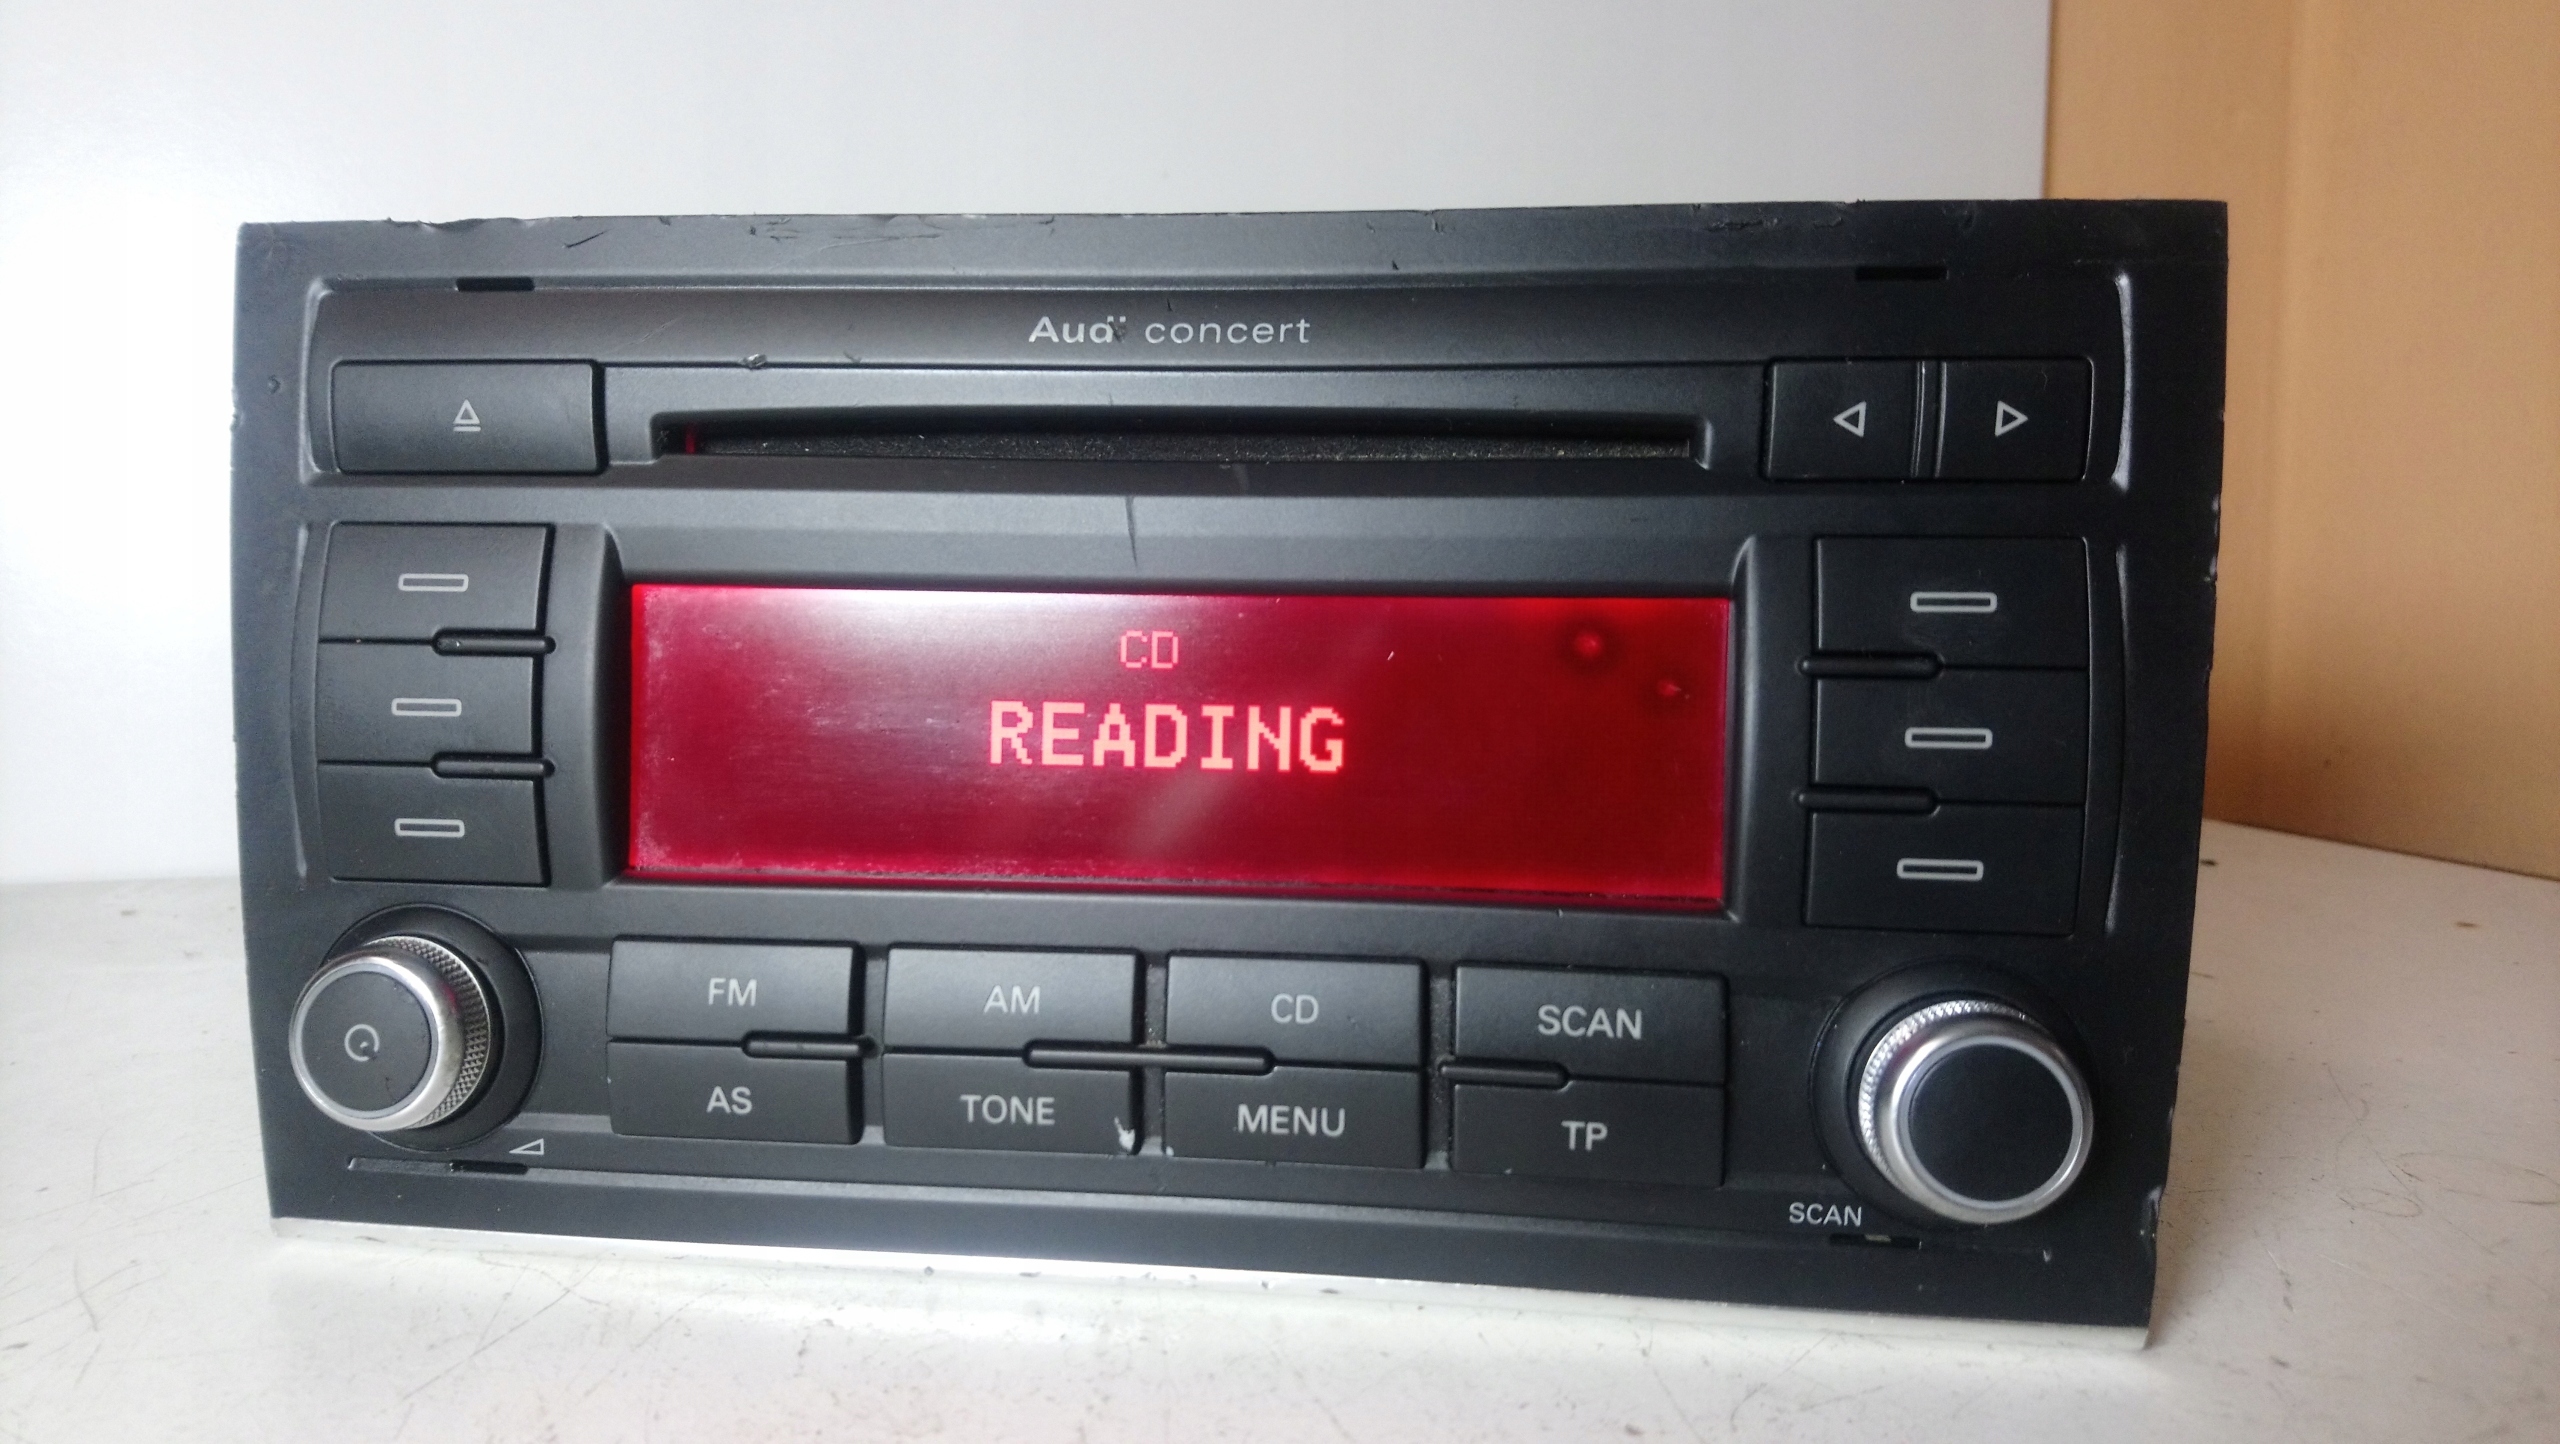 Audi concert
CD
READING
FM
AM
CD
SCAN
AS
TONE
MENU
TP
SCAN